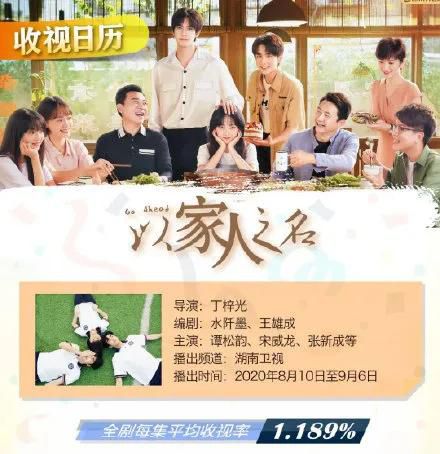 收视日历
Go Ahead
以家人之名
导演：丁梓光
编剧：水阡墨、王雄成
主演：谭松韵、宋威龙、张新成等
播出频道：湖南卫视
播出时间：2020年8月10日至9月6日
全剧每集平均收视率 1.189%